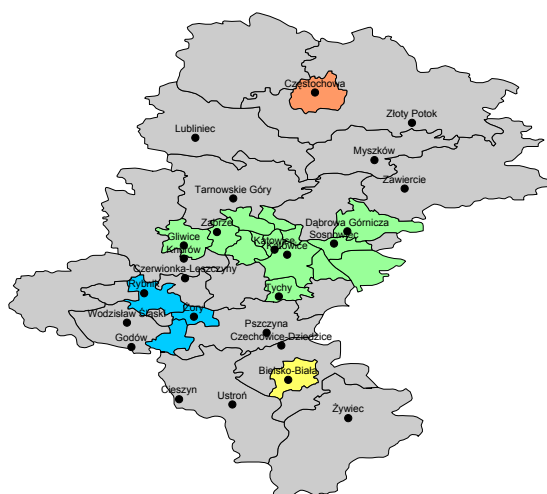 Częstochowa
Złoty Potok
Lubliniec
Myszków
Zawiercie
Tarnowskie Góry
Zabrze
Dąbrowa Górnicza
Gliwice
Katowice
Sosnowiec
Katowice
Knurów
Czerwionka-Leszczyny
Rybnik
Tychy
Wodzisław Śląski
Żory
Pszczyna
Godów
Czechowice-Dziedzice
Bielsko-Biała
Cieszyn
Ustroń
Żywiec